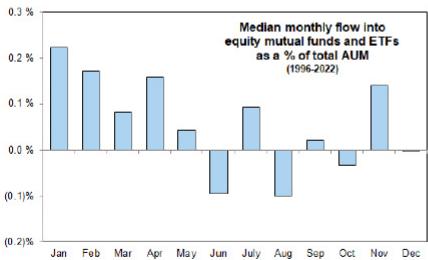 0.3 %
0.2 %
0.1 %
0.0 %
(0.1)%
(0.2)%
Median monthly flow into
equity mutual funds and ETFs
as a % of total AUM
(1996-2022)
Jan Feb Mar Apr May Jun July Aug Sep Oct Nov Dec